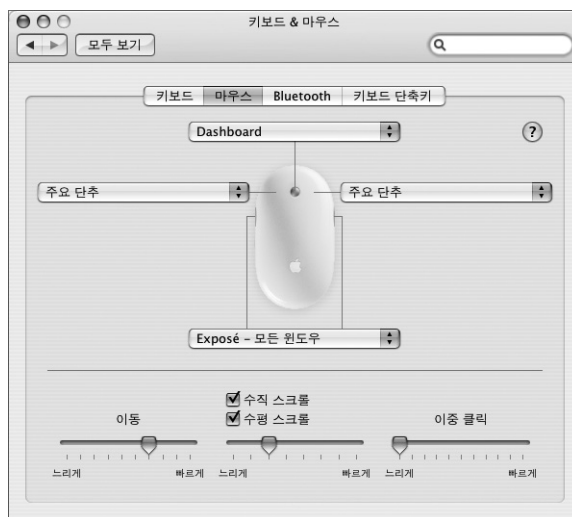 키보드 & 마우스
모두 보기
키보드 마우스 Bluetooth 키보드 단축키
Dashboard
?
주요 단추 주요 단추
Exposé – 모든 윈도우
수직 스크롤
이동 수평 스크롤 이중 클릭
느리게 빠르게 빠르게 느리게 빠르게